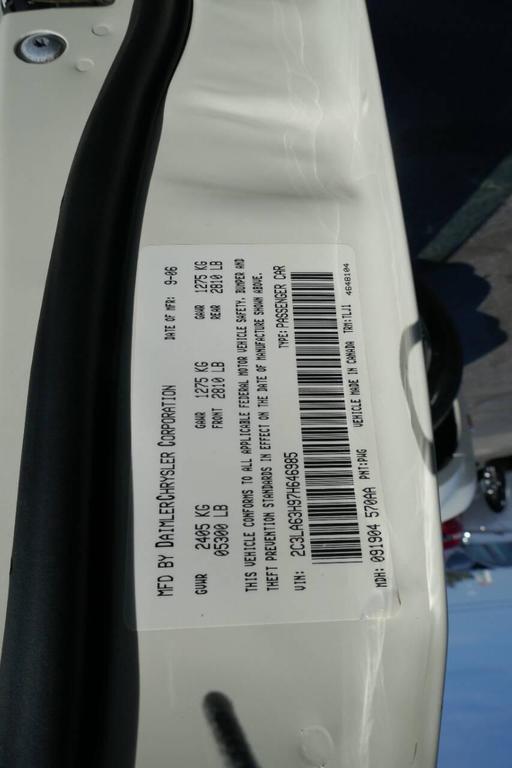 MFD BY DAIMLERCHRYSLER CORPORATION DATE OF MFR: 9-06
GVWR 2405 KG GAWR 1275 KG GAWR 1275 KG
05300 LB FRONT 2810 LB REAR 2810 LB
THIS VEHICLE CONFORMS TO ALL APPLICABLE FEDERAL MOTOR VEHICLE SAFETY, BUMPER AND
THEFT PREVENTION STANDARDS IN EFFECT ON THE DATE OF MANUFACTURE SHOWN ABOVE.
VIN: 2C3LA63H97H646985 TYPE: PASSENGER CAR
VEHICLE MADE IN CANADA TRM:TLJ1 4648104
MDH: 091904 570AA PNT:PWG